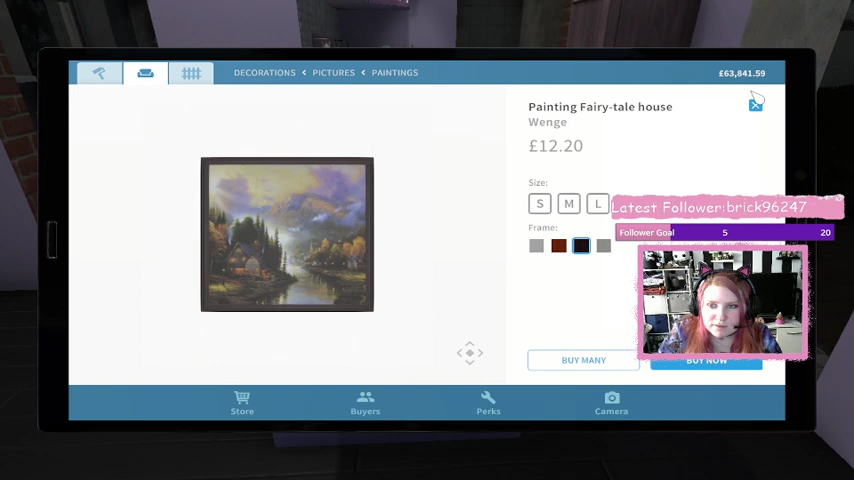 DECORATIONS < PICTURES < PAINTINGS
£63,841.59
Painting Fairy-tale house
Wenge
£12.20
Size:
S M L
Latest Follower:brick96247
Frame:
Follower Goal 5 20
BUY MANY
BUY NOW
Store Buyers Perks Camera